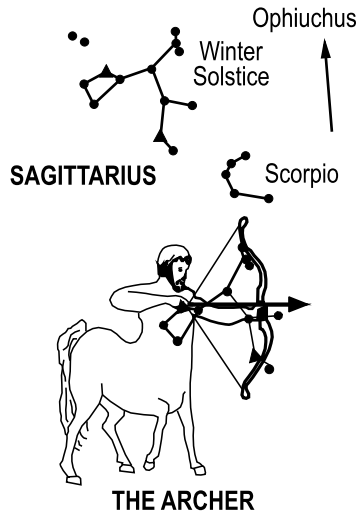 Ophiuchus
Winter
Solstice
SAGITTARIUS
Scorpio
THE ARCHER